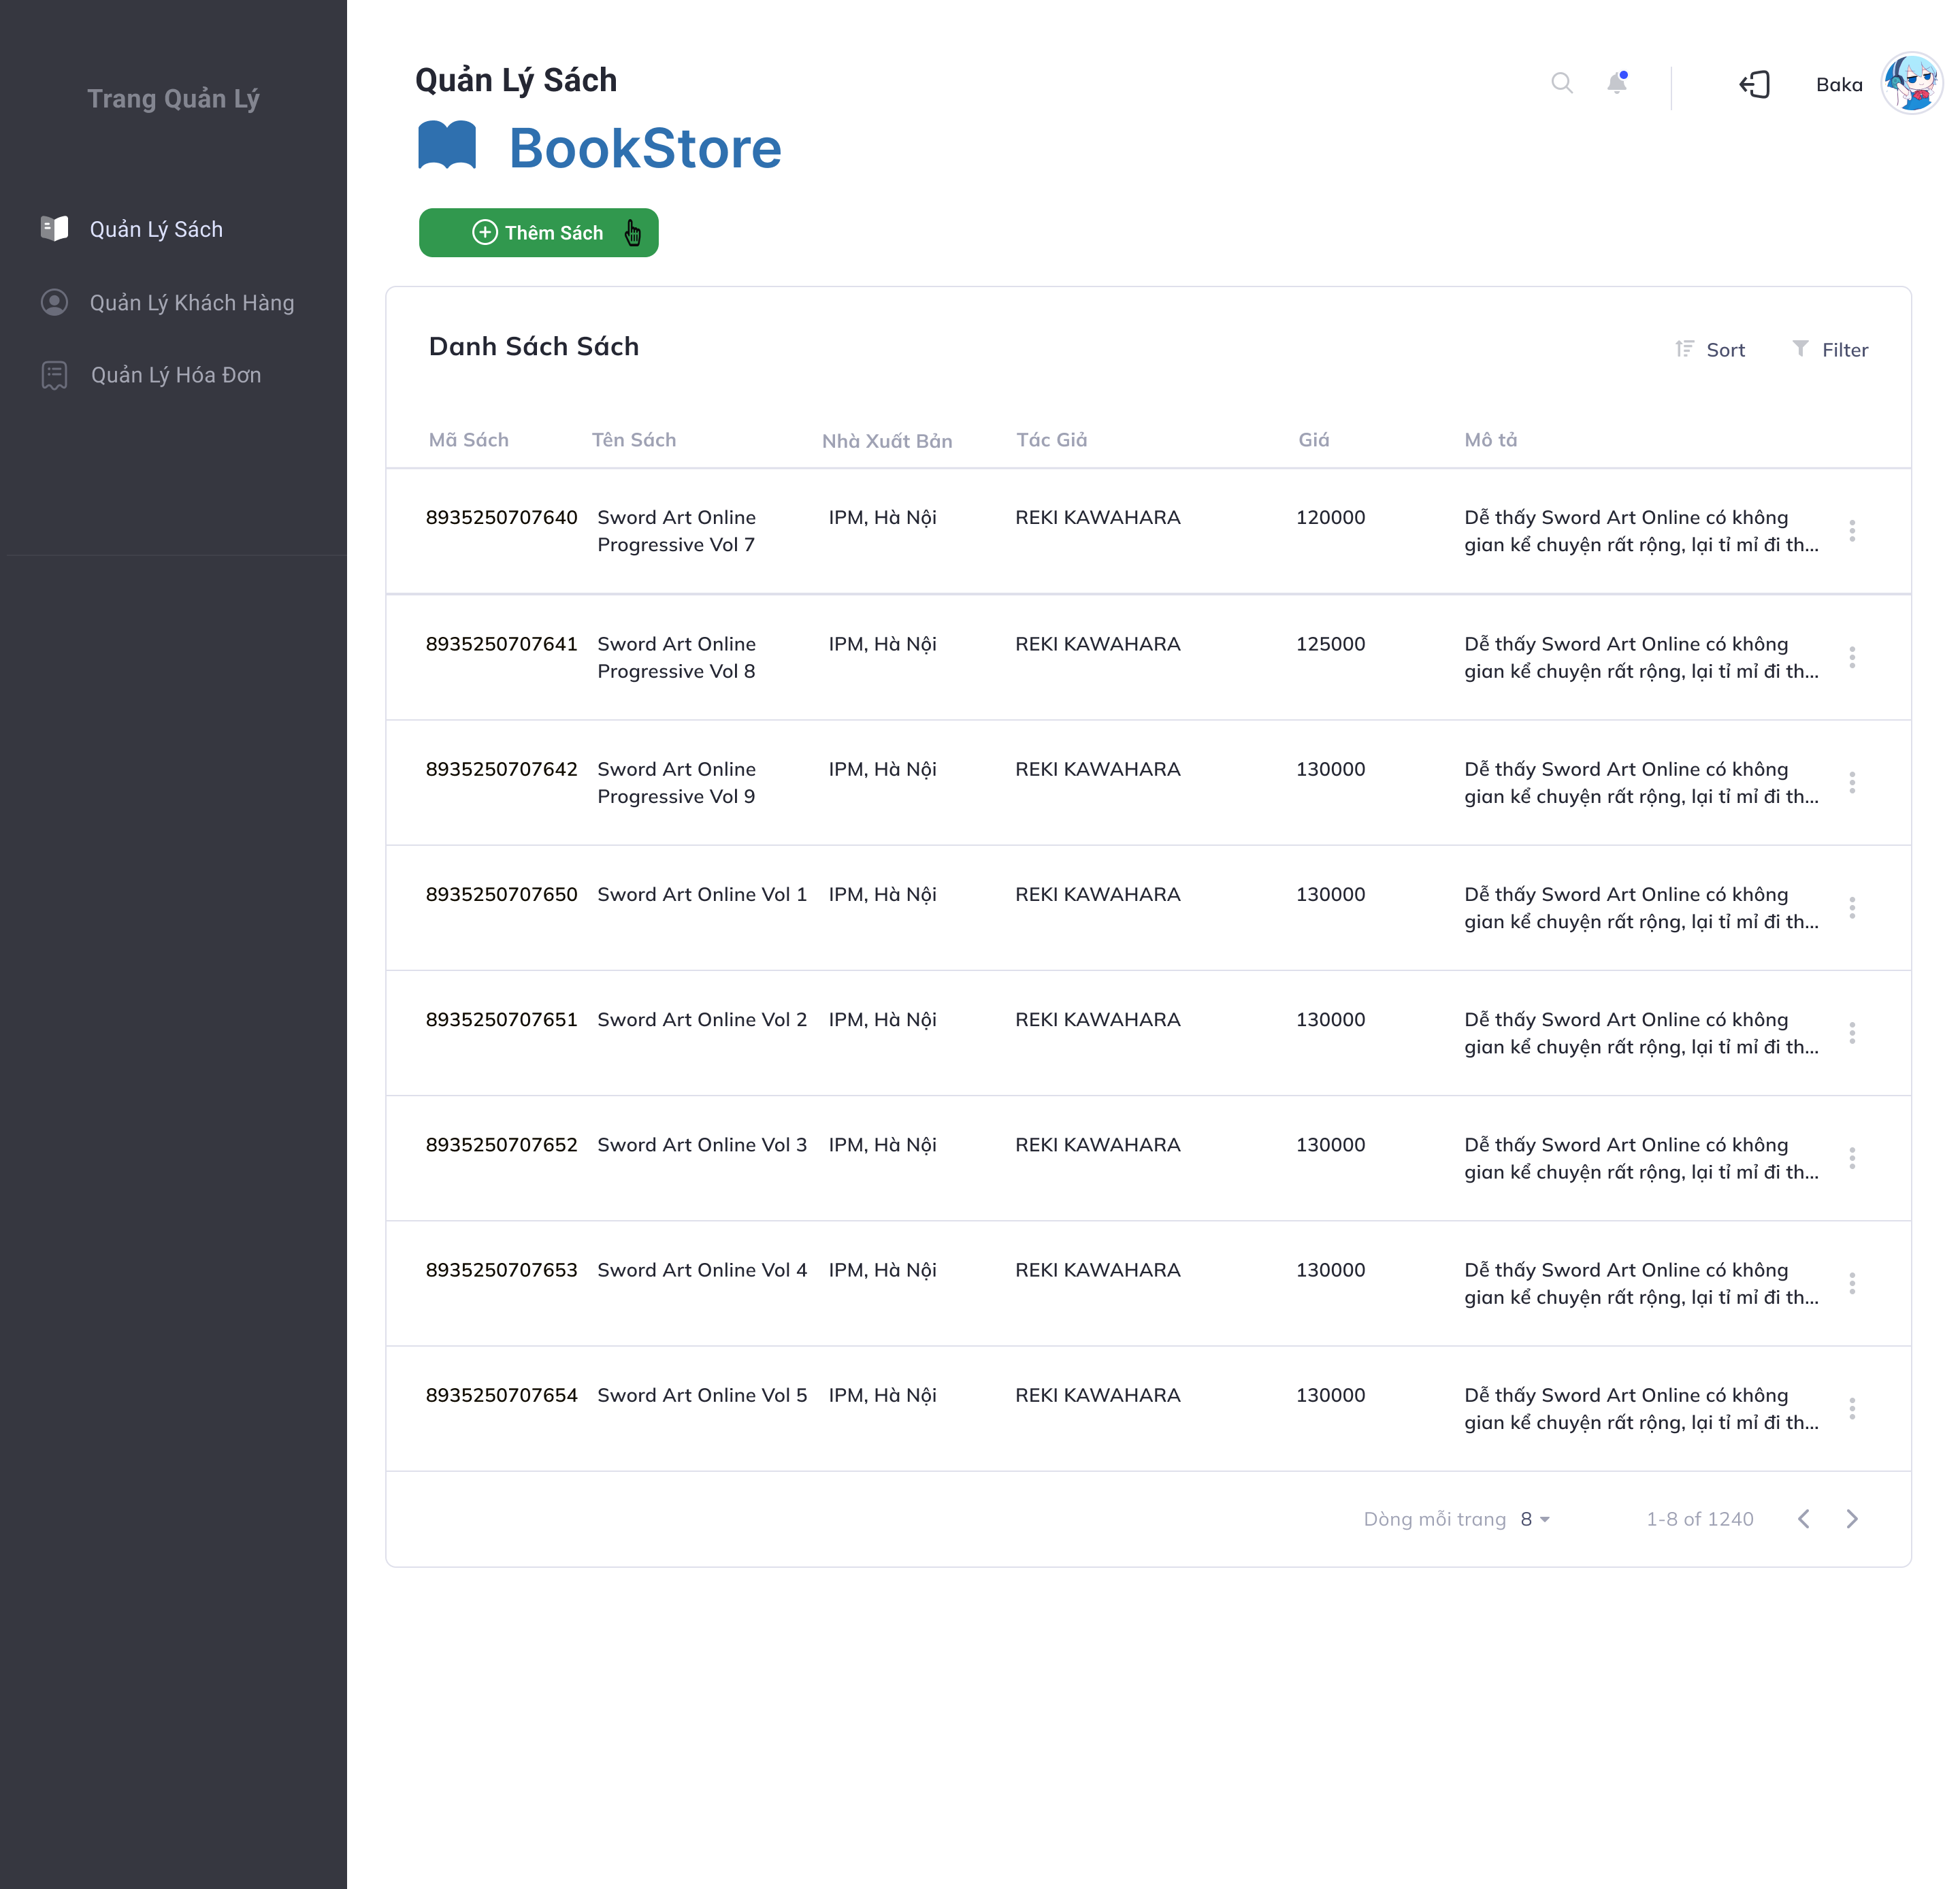 Trang Quản Lý
Quản Lý Sách
Quản Lý Khách Hàng
Quản Lý Hóa Đơn
Quản Lý Sách
Baka
BookStore
Thêm Sách
Danh Sách Sách
Sort
Filter
Mã Sách Tên Sách Nhà Xuất Bản Tác Giả Giá Mô tả
8935250707640 Sword Art Online IPM, Hà Nội REKI KAWAHARA 120000 Dễ thấy Sword Art Online có không
Progressive Vol 7 gian kể chuyện rất rộng, lại tỉ mỉ đi th...
8935250707641 Sword Art Online IPM, Hà Nội REKI KAWAHARA 125000 Dễ thấy Sword Art Online có không
Progressive Vol 8 gian kể chuyện rất rộng, lại tỉ mỉ đi th...
8935250707642 Sword Art Online IPM, Hà Nội REKI KAWAHARA 130000 Dễ thấy Sword Art Online có không
Progressive Vol 9 gian kể chuyện rất rộng, lại tỉ mỉ đi th...
8935250707650 Sword Art Online Vol 1 IPM, Hà Nội REKI KAWAHARA 130000 Dễ thấy Sword Art Online có không
gian kể chuyện rất rộng, lại tỉ mỉ đi th...
8935250707651 Sword Art Online Vol 2 IPM, Hà Nội REKI KAWAHARA 130000 Dễ thấy Sword Art Online có không
gian kể chuyện rất rộng, lại tỉ mỉ đi th...
8935250707652 Sword Art Online Vol 3 IPM, Hà Nội REKI KAWAHARA 130000 Dễ thấy Sword Art Online có không
gian kể chuyện rất rộng, lại tỉ mỉ đi th...
8935250707653 Sword Art Online Vol 4 IPM, Hà Nội REKI KAWAHARA 130000 Dễ thấy Sword Art Online có không
gian kể chuyện rất rộng, lại tỉ mỉ đi th...
8935250707654 Sword Art Online Vol 5 IPM, Hà Nội REKI KAWAHARA 130000 Dễ thấy Sword Art Online có không
gian kể chuyện rất rộng, lại tỉ mỉ đi th...
Dòng mỗi trang 8 1-8 of 1240